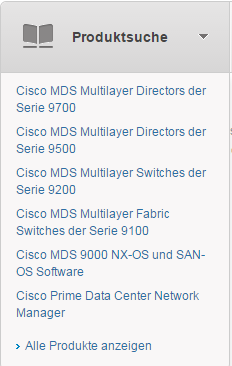 Produktsuche
Cisco MDS Multilayer Directors der
Serie 9700
Cisco MDS Multilayer Directors der
Serie 9500
Cisco MDS Multilayer Switches der
Serie 9200
Cisco MDS Multilayer Fabric
Switches der Serie 9100
Cisco MDS 9000 NX-OS und SAN-
OS Software
Cisco Prime Data Center Network
Manager
Alle Produkte anzeigen